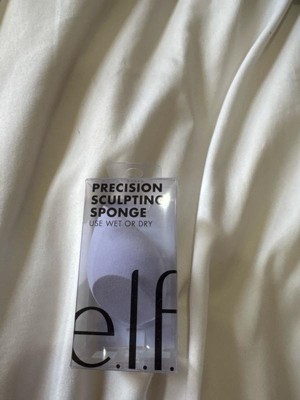 PRECISION
SCULPTING
SPONGE
USE WET OR DRY
e.l.f.